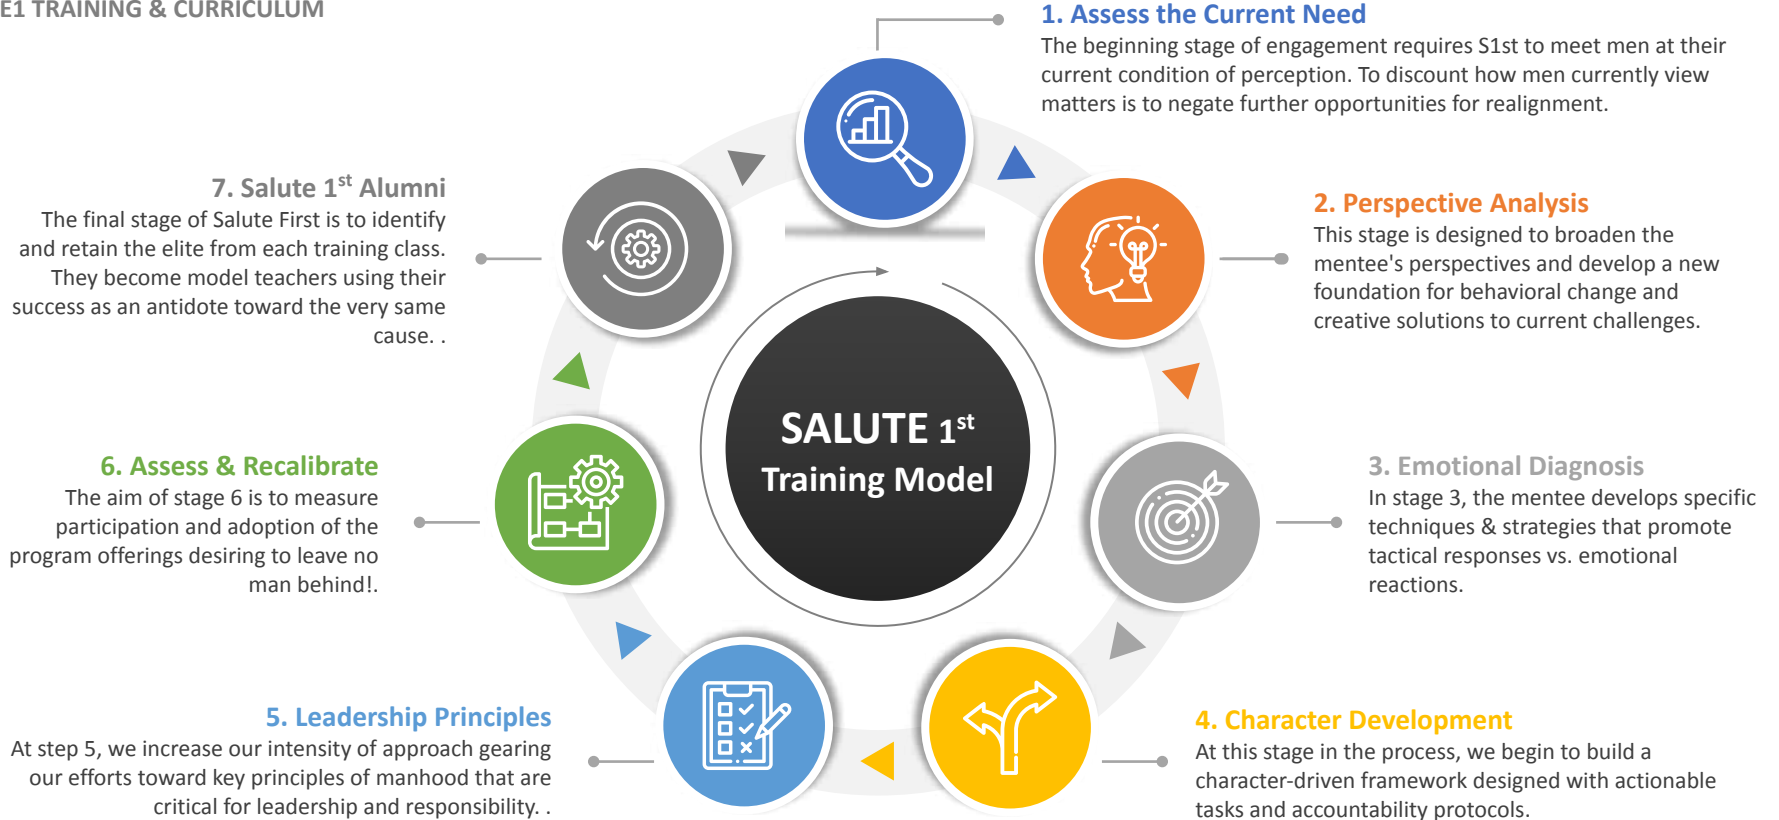 E1 TRAINING & CURRICULUM
1. Assess the Current Need
The beginning stage of engagement requires S1st to meet men at their
current condition of perception. To discount how men currently view
matters is to negate further opportunities for realignment.
2. Perspective Analysis
This stage is designed to broaden the
mentee's perspectives and develop a new
foundation for behavioral change and
creative solutions to current challenges.
3. Emotional Diagnosis
In stage 3, the mentee develops specific
techniques & strategies that promote
tactical responses vs. emotional
reactions.
4. Character Development
At this stage in the process, we begin to build a
character-driven framework designed with actionable
tasks and accountability protocols.
5. Leadership Principles
At step 5, we increase our intensity of approach gearing
our efforts toward key principles of manhood that are
critical for leadership and responsibility. .
6. Assess & Recalibrate
The aim of stage 6 is to measure
participation and adoption of the
program offerings desiring to leave no
man behind!.
7. Salute 1st Alumni
The final stage of Salute First is to identify
and retain the elite from each training class.
They become model teachers using their
success as an antidote toward the very same
cause. .
SALUTE 1st
Training Model